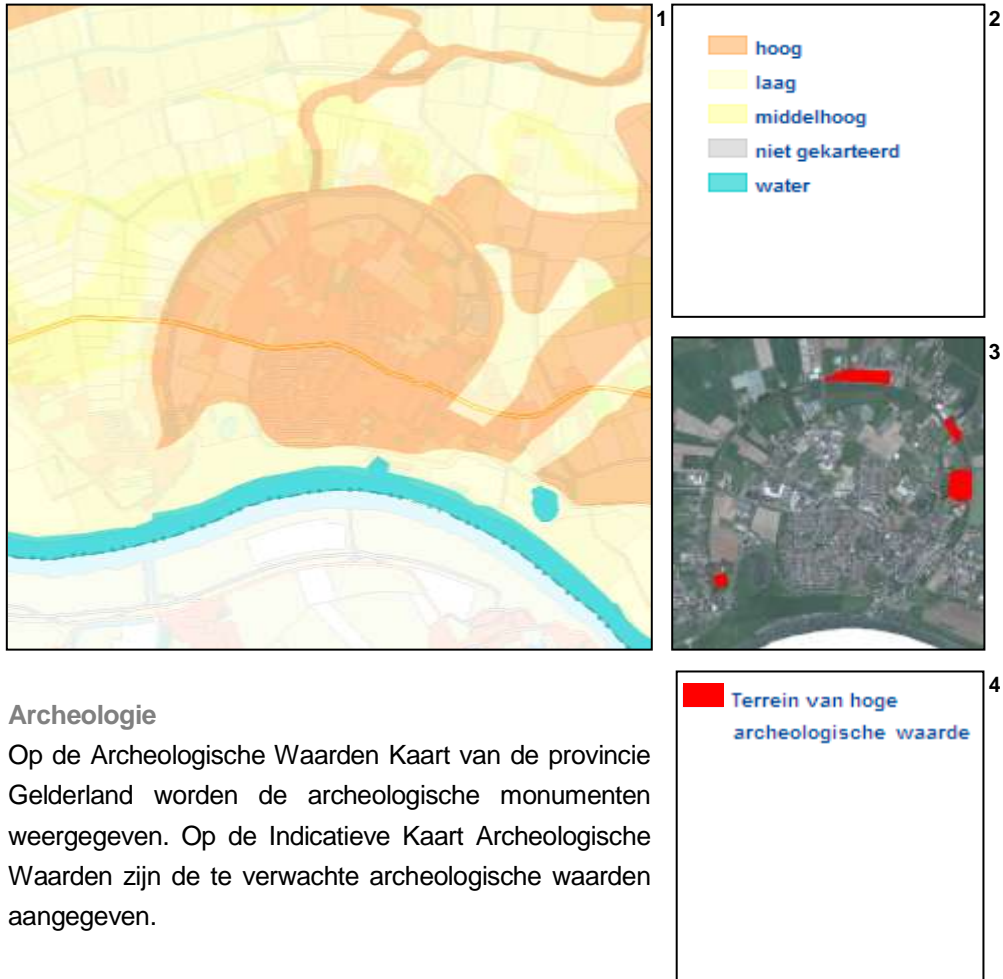 1
2
hoog
laag
middelhoog
niet gekarteerd
water
3
4
Terrein van hoge
archeologische waarde
Archeologie
Op de Archeologische Waarden Kaart van de provincie
Gelderland worden de archeologische monumenten
weergegeven. Op de Indicatieve Kaart Archeologische
Waarden zijn de te verwachte archeologische waarden
aangegeven.